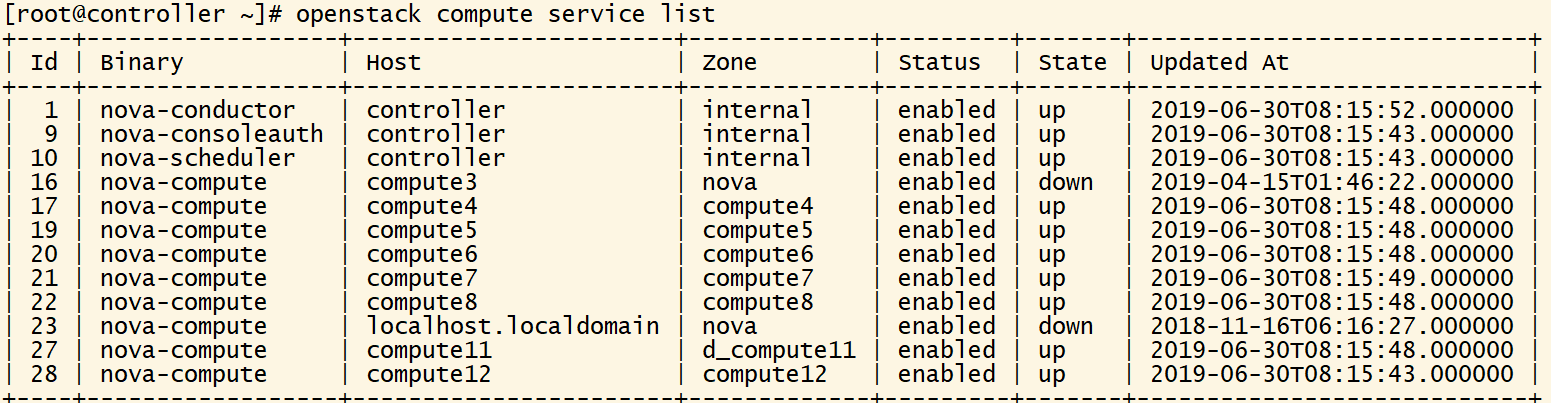 [root@controller ~]# openstack compute service list
+----+------------------+------------------------+-------------+---------+-------+----------------------------+
| Id | Binary           | Host                  | Zone        | Status  | State | Updated At                 |
+----+------------------+-----------------------+-------------+---------+-------+----------------------------+
|  1 | nova-conductor   | controller            | internal    | enabled | up    | 2019-06-30T08:15:52.000000 |
|  9 | nova-consoleauth | controller            | internal    | enabled | up    | 2019-06-30T08:15:43.000000 |
| 10 | nova-scheduler   | controller            | internal    | enabled | up    | 2019-06-30T08:15:43.000000 |
| 16 | nova-compute     | compute3              | nova        | enabled | down  | 2019-04-15T01:46:22.000000 |
| 17 | nova-compute     | compute4              | compute4    | enabled | up    | 2019-06-30T08:15:48.000000 |
| 19 | nova-compute     | compute5              | compute5    | enabled | up    | 2019-06-30T08:15:48.000000 |
| 20 | nova-compute     | compute6              | compute6    | enabled | up    | 2019-06-30T08:15:48.000000 |
| 21 | nova-compute     | compute7              | compute7    | enabled | up    | 2019-06-30T08:15:49.000000 |
| 22 | nova-compute     | compute8              | compute8    | enabled | up    | 2019-06-30T08:15:48.000000 |
| 23 | nova-compute     | localhost.localdomain | nova        | enabled | down  | 2018-11-16T06:16:27.000000 |
| 27 | nova-compute     | compute11             | d_compute11 | enabled | up    | 2019-06-30T08:15:48.000000 |
| 28 | nova-compute     | compute12             | compute12   | enabled | up    | 2019-06-30T08:15:43.000000 |
+----+------------------+-----------------------+-------------+---------+-------+----------------------------+